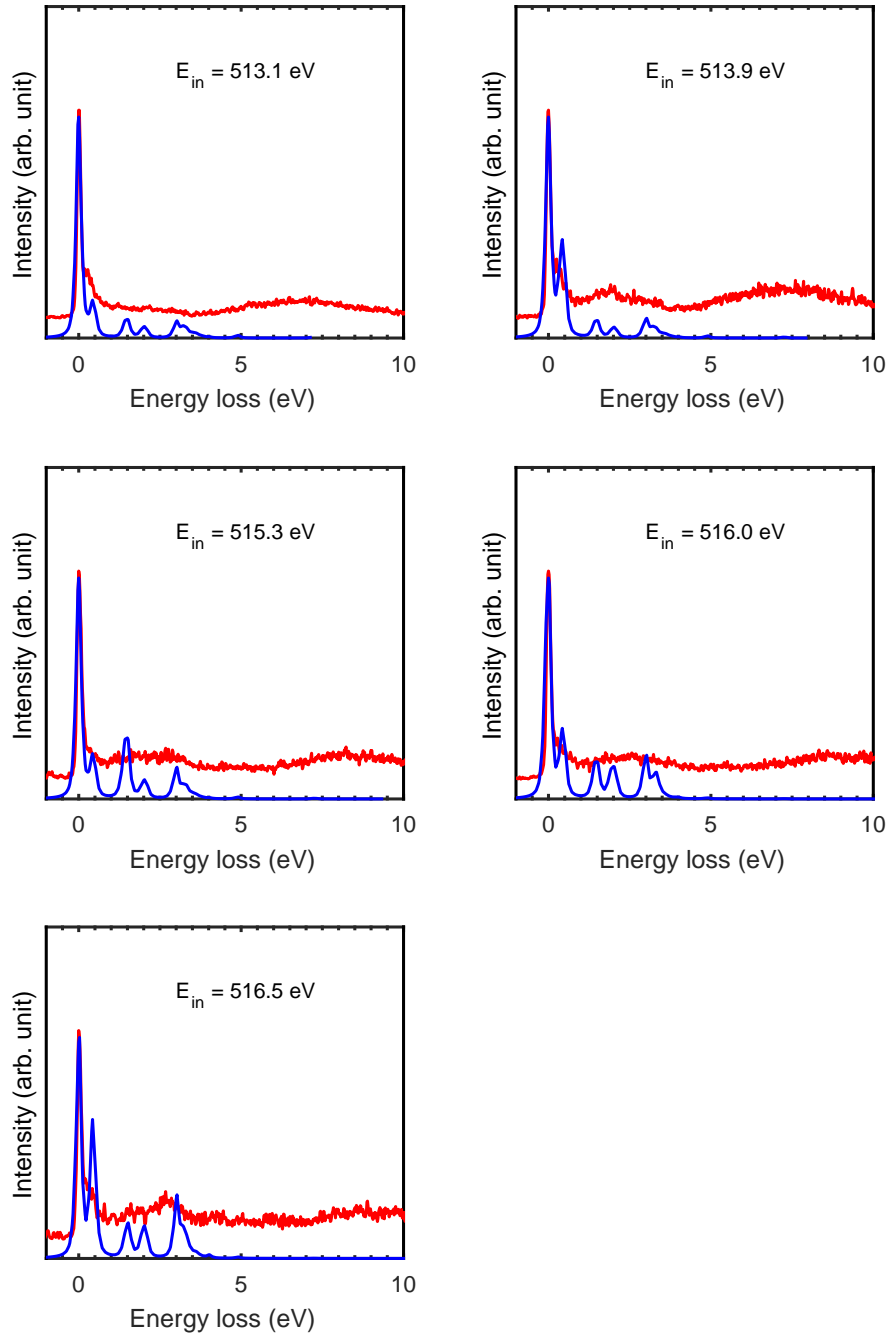 E_in = 513.1 eV
Intensity (arb. unit)
0 5 10
Energy loss (eV)
E_in = 513.9 eV
Intensity (arb. unit)
0 5 10
Energy loss (eV)
E_in = 515.3 eV
Intensity (arb. unit)
0 5 10
Energy loss (eV)
E_in = 516.0 eV
Intensity (arb. unit)
0 5 10
Energy loss (eV)
E_in = 516.5 eV
Intensity (arb. unit)
0 5 10
Energy loss (eV)